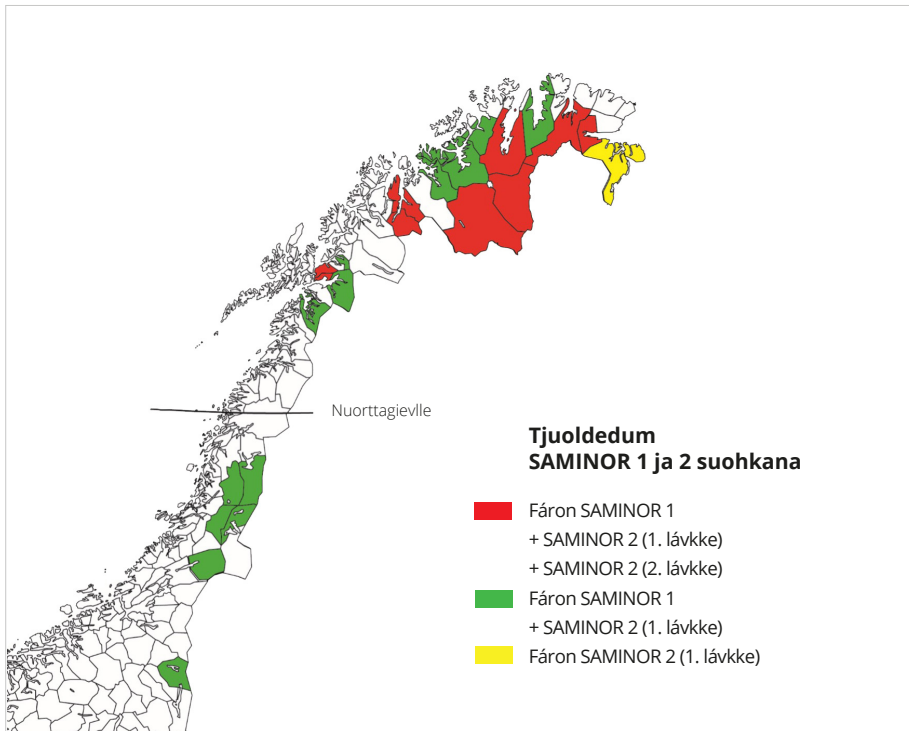 Nuorttagievlle
Tjuoldedum
SAMINOR 1 ja 2 suohkana
Fáron SAMINOR 1
+ SAMINOR 2 (1. lávkke)
+ SAMINOR 2 (2. lávkke)
Fáron SAMINOR 1
+ SAMINOR 2 (1. lávkke)
Fáron SAMINOR 2 (1. lávkke)